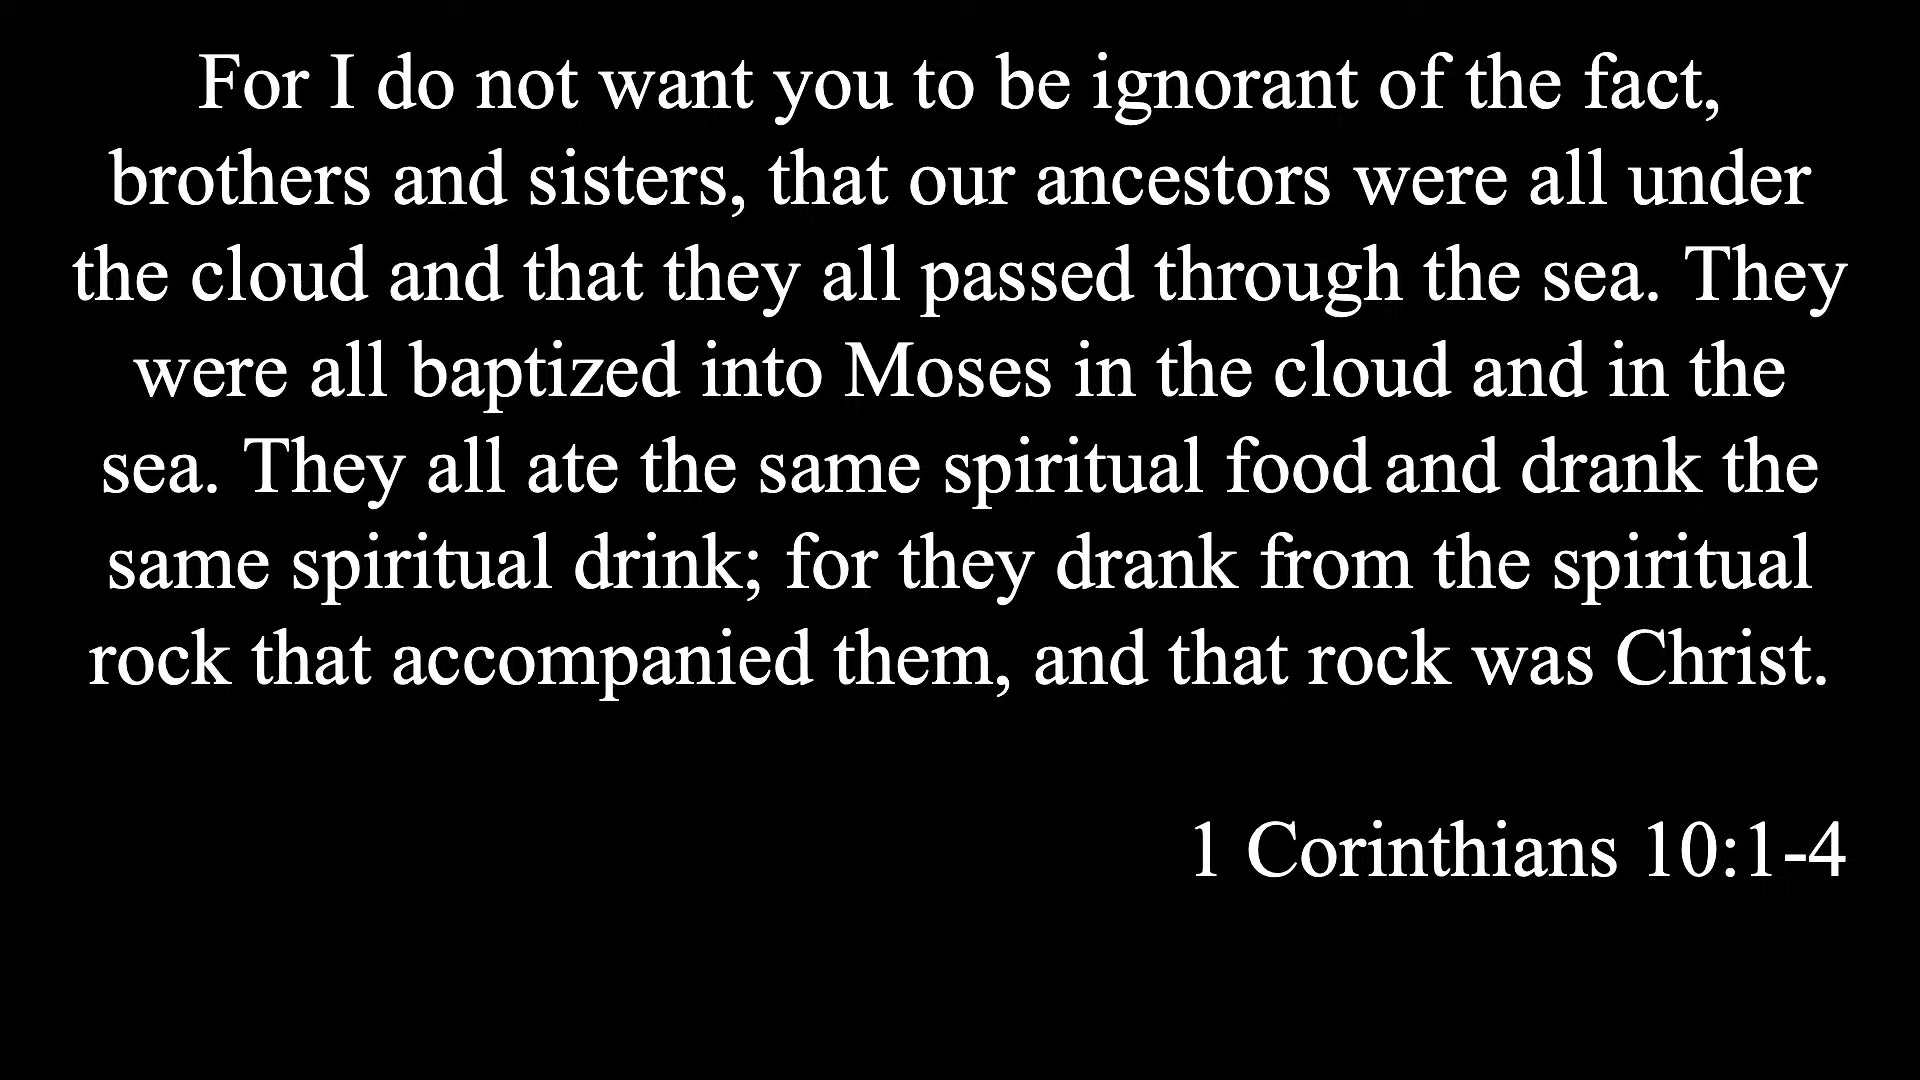 For I do not want you to be ignorant of the fact,
brothers and sisters, that our ancestors were all under
the cloud and that they all passed through the sea. They
were all baptized into Moses in the cloud and in the
sea. They all ate the same spiritual food and drank the
same spiritual drink; for they drank from the spiritual
rock that accompanied them, and that rock was Christ.
1 Corinthians 10:1-4